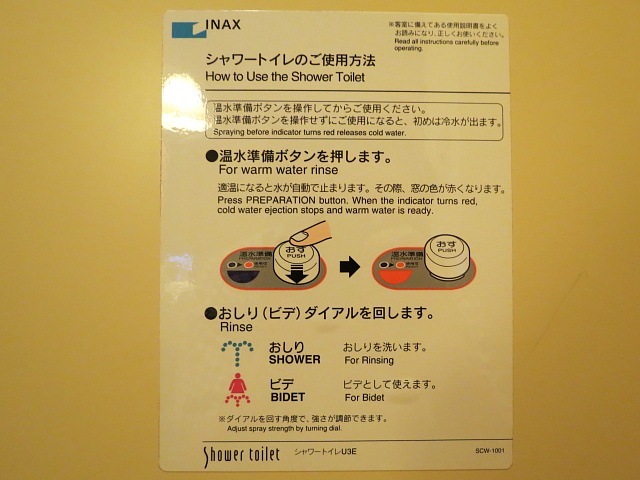 INAX
※客室に備えてある使用説明書をよく
お読みになり、正しくお使いください。
Read all instructions carefully before
operating.
シャワートイレのご使用方法
How to Use the Shower Toilet
温水準備ボタンを操作してからご使用ください。
温水準備ボタンを操作せずにご使用になると、初めは冷水が出ます。
Spraying before indicator turns red releases cold water.
●温水準備ボタンを押します。
For warm water rinse
適温になると水が自動で止まります。その際、窓の色が赤くなります。
Press PREPARATION button. When the indicator turns red,
cold water ejection stops and warm water is ready.
おす
PUSH
温水準備
PREPARATION
おす
PUSH
温水準備
PREPARATION
●おしり(ビデ)ダイアルを回します。
Rinse
おしり おしりを洗います。
SHOWER For Rinsing
ビデ ビデとして使えます。
BIDET For Bidet
※ダイアルを回す角度で、強さが調節できます。
Adjust spray strength by turning dial.
Shower toilet シャワートイレU3E SCW-1001